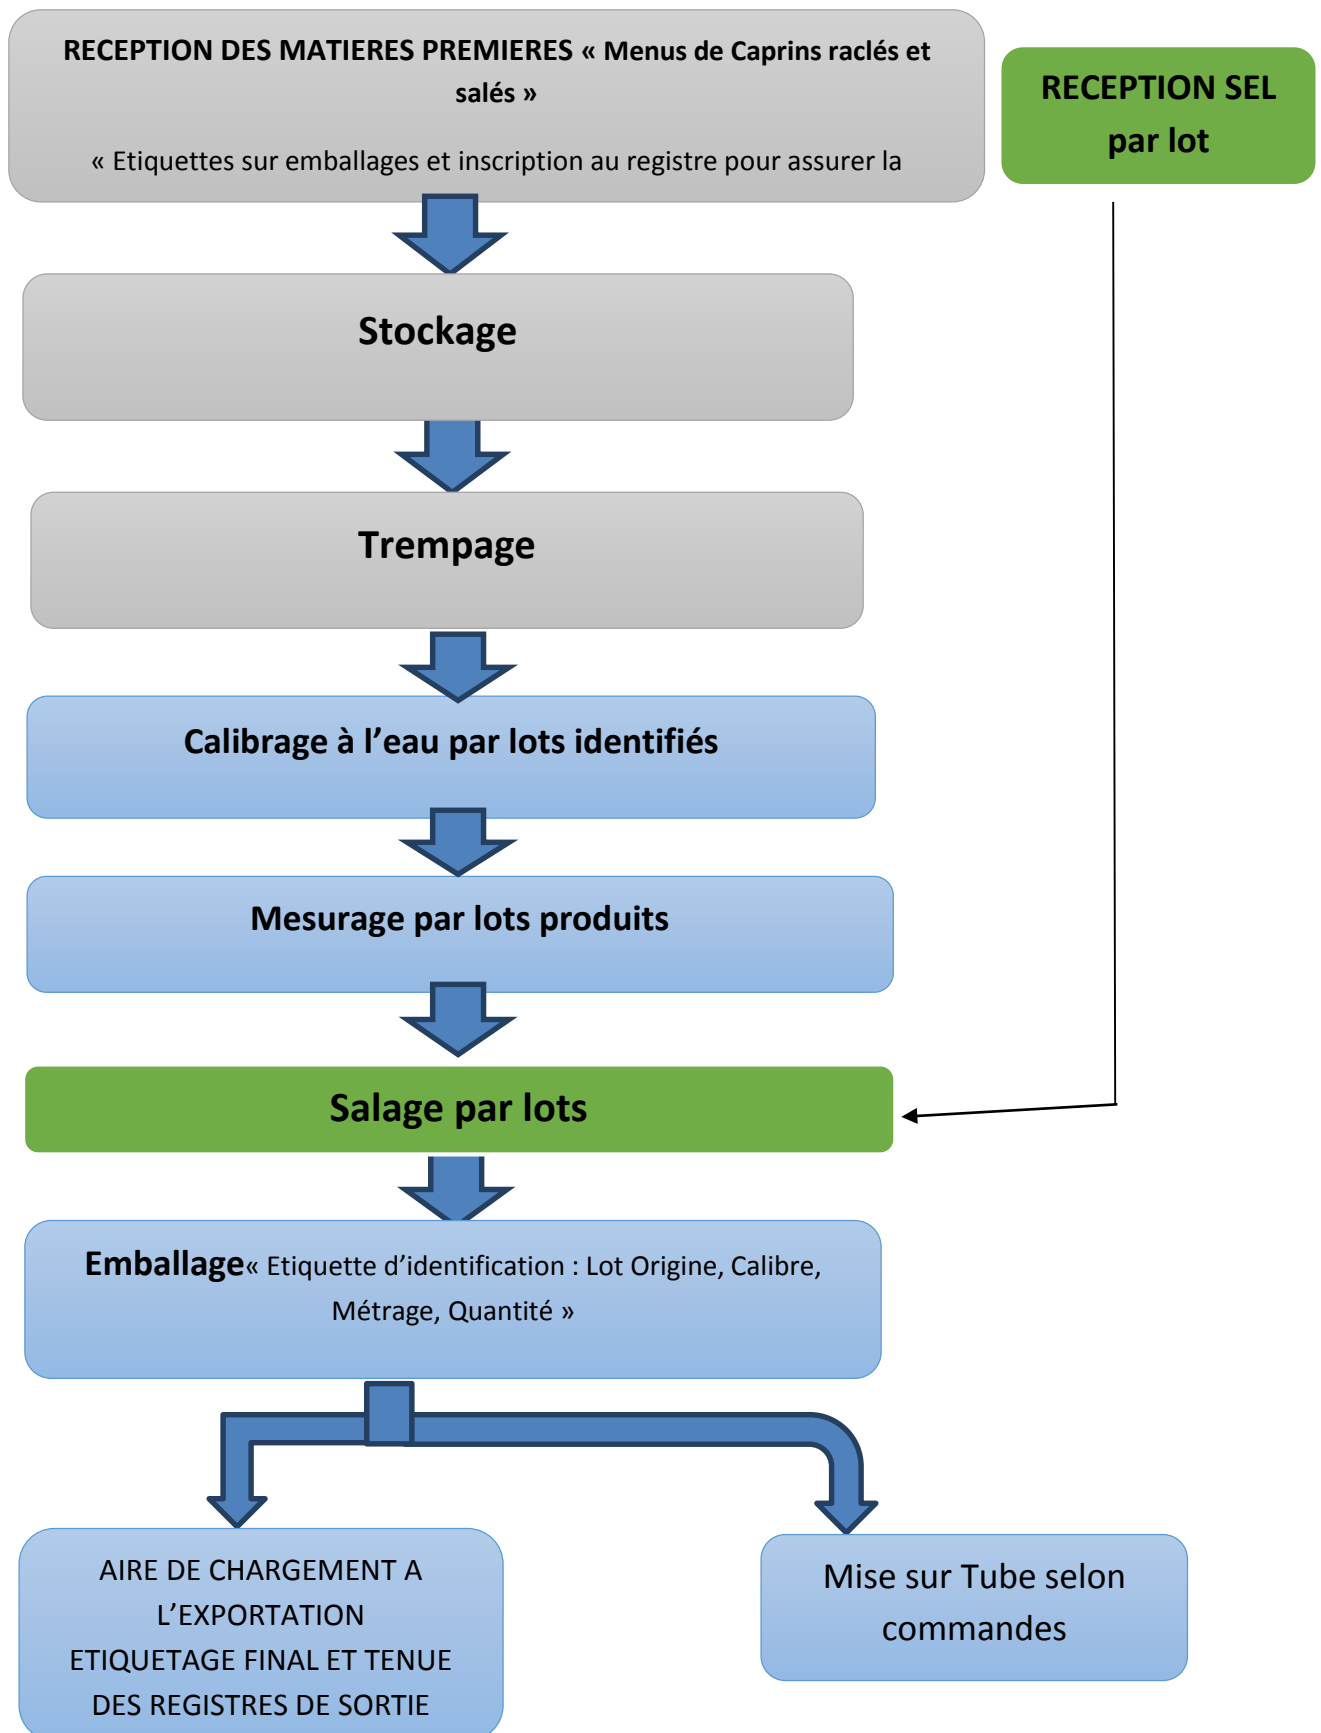 RECEPTION DES MATIERES PREMIERES « Menus de Caprins raclés et
salés »
« Etiquettes sur emballages et inscription au registre pour assurer la
RECEPTION SEL
par lot
Stockage
Trempage
Calibrage à l’eau par lots identifiés
Mesurage par lots produits
Salage par lots
Emballage« Etiquette d’identification : Lot Origine, Calibre,
Métrage, Quantité »
AIRE DE CHARGEMENT A
L’EXPORTATION
ETIQUETAGE FINAL ET TENUE
DES REGISTRES DE SORTIE
Mise sur Tube selon
commandes